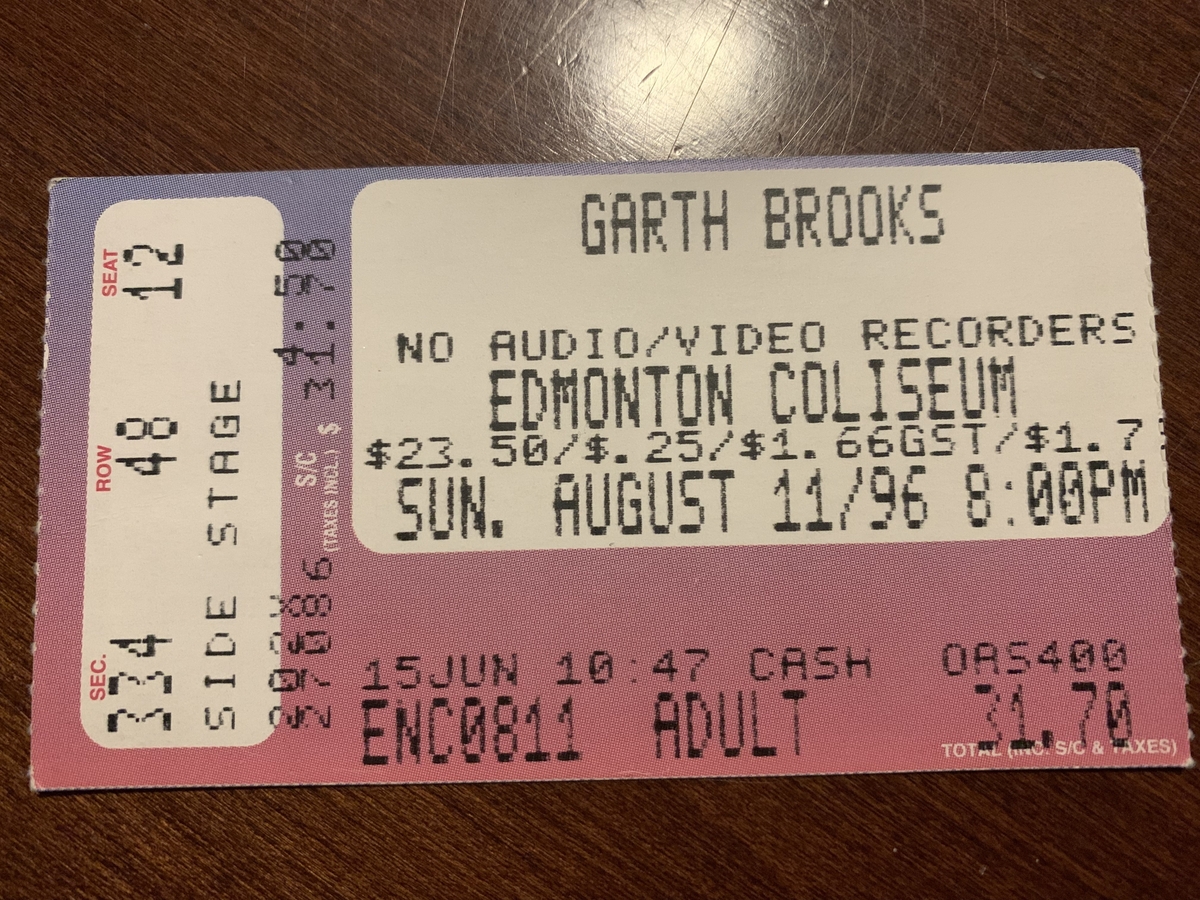 SEAT 12
ROW 48
SEC. 334
SIDE STAGE
4.50
S/C
(TAXES INCL.) $ 31.70
27086
GARTH BROOKS
NO AUDIO/VIDEO RECORDERS
EDMONTON COLISEUM
$23.50/$.25/$1.66GST/$1.7
SUN. AUGUST 11/96 8:00PM
15JUN 10:47 CASH OAS400
ENC0811 ADULT 31.70
TOTAL (INC. S/C & TAXES)